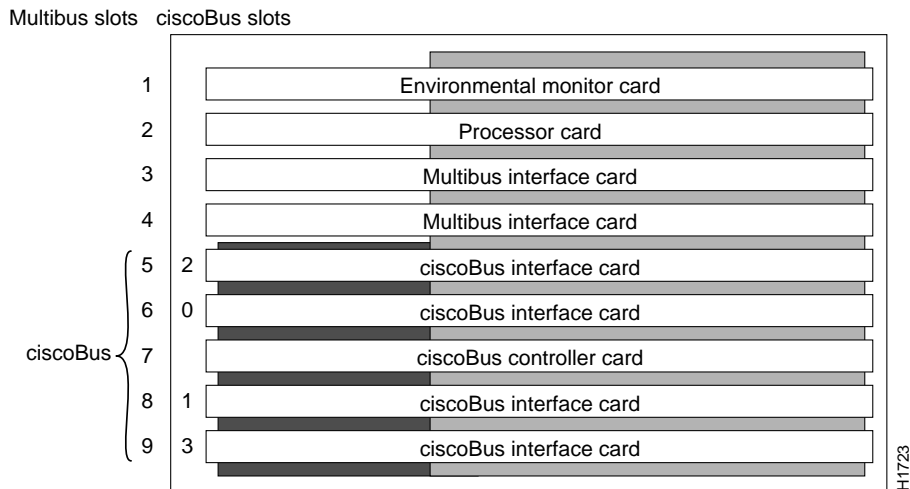 Multibus slots ciscoBus slots
1 Environmental monitor card
2 Processor card
3 Multibus interface card
4 Multibus interface card
5 2 ciscoBus interface card
6 0 ciscoBus interface card
ciscoBus
7 ciscoBus controller card
8 1 ciscoBus interface card
9 3 ciscoBus interface card
H1723